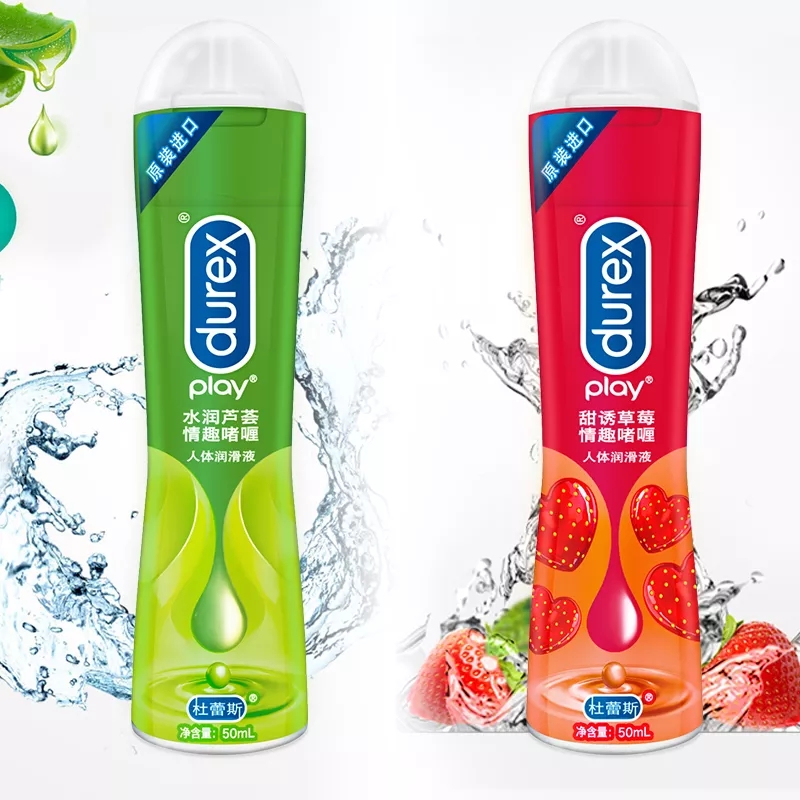 原装进口
durex®
play®
水润芦荟
情趣啫喱
人体润滑液
杜蕾斯®
净含量：50mL
原装进口
durex®
play®
甜诱草莓
情趣啫喱
人体润滑液
杜蕾斯®
净含量：50mL